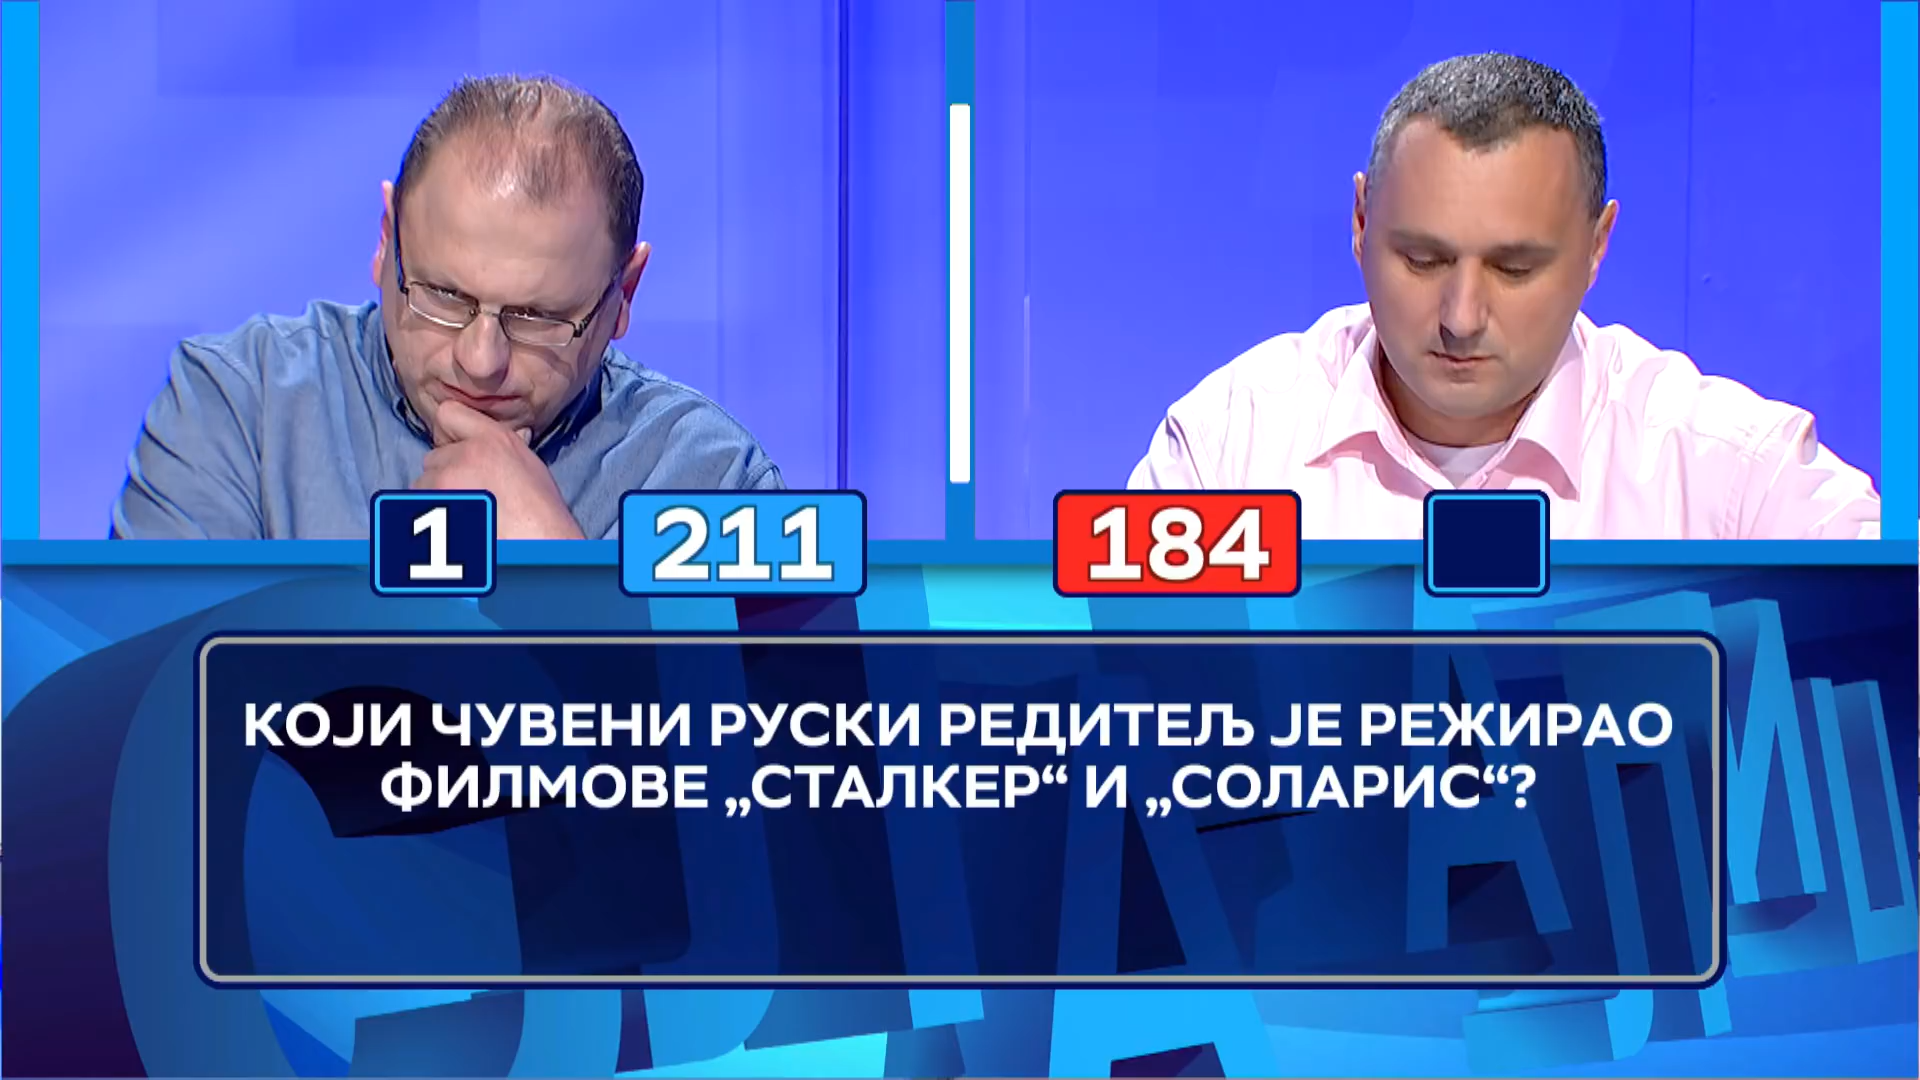 1
211
184
КОЈИ ЧУВЕНИ РУСКИ РЕДИТЕЉ ЈЕ РЕЖИРАО
ФИЛМОВЕ „СТАЛКЕР“ И „СОЛАРИС“?